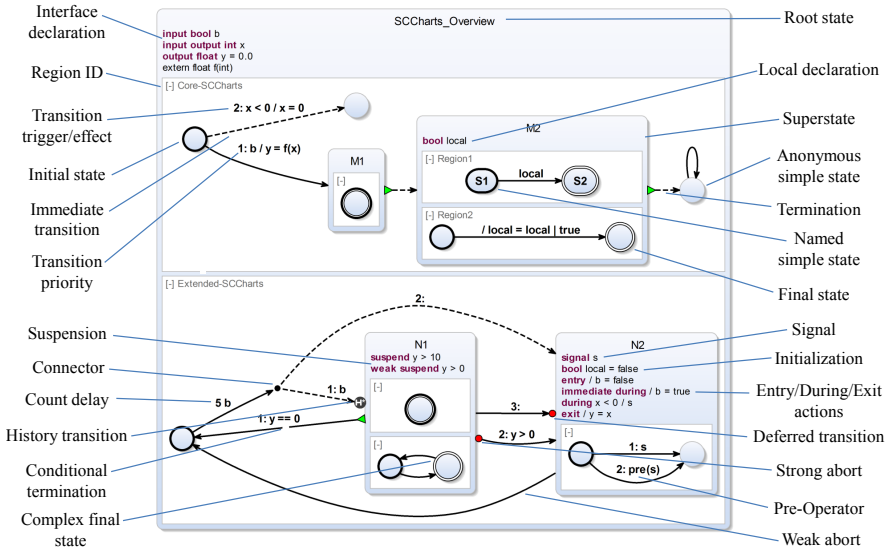 Interface
declaration
Region ID
Transition
trigger/effect
Initial state
Immediate
transition
Transition
priority
Suspension
Connector
Count delay
History transition
Conditional
termination
Complex final
state
SCCharts_Overview
input bool b
input output int x
output float y = 0.0
extern float f(int)
[-] Core-SCCharts
2: x < 0 / x = 0
1: b / y = f(x)
M1
[-]
M2
bool local
[-] Region1
S1
local
S2
[-] Region2
/ local = local | true
[-] Extended-SCCharts
2:
5 b
1: b
H*
1: y == 0
N1
suspend y > 10
weak suspend y > 0
[-]
[-]
3:
2: y > 0
N2
signal s
bool local = false
entry / b = false
immediate during / b = true
during x < 0 / s
exit / y = x
[-]
1: s
2: pre(s)
Root state
Local declaration
Superstate
Anonymous
simple state
Termination
Named
simple state
Final state
Signal
Initialization
Entry/During/Exit
actions
Deferred transition
Strong abort
Pre-Operator
Weak abort